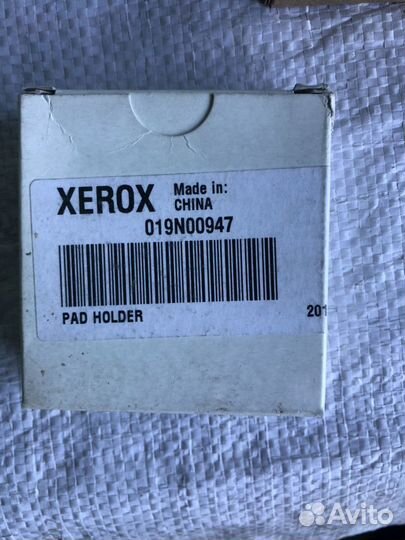 XEROX Made in:
CHINA
019N00947
PAD HOLDER 201
Avito